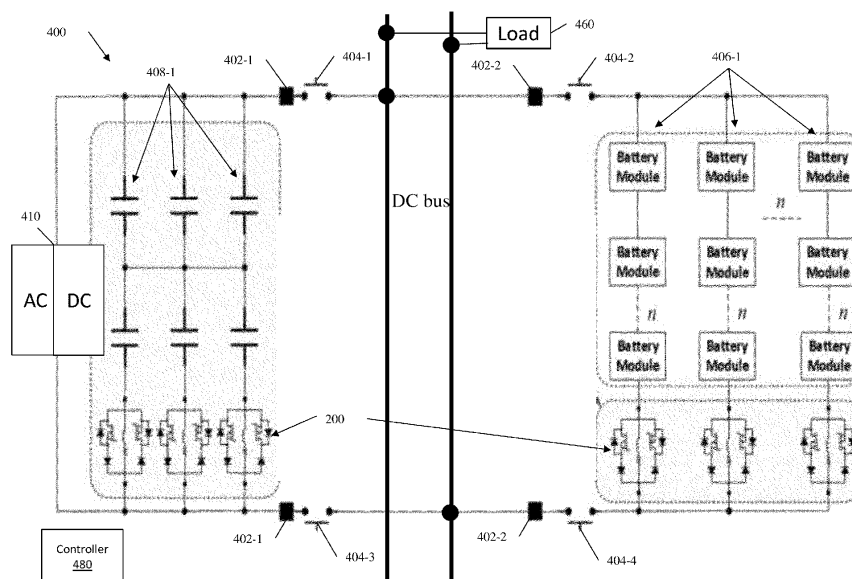 400
408-1
402-1
404-1
Load
460
402-2
404-2
406-1
Battery
Module
Battery
Module
Battery
Module
DC bus
n
410
AC
DC
Battery
Module
Battery
Module
Battery
Module
n
n
n
Battery
Module
Battery
Module
Battery
Module
200
402-1
404-3
402-2
404-4
Controller
480